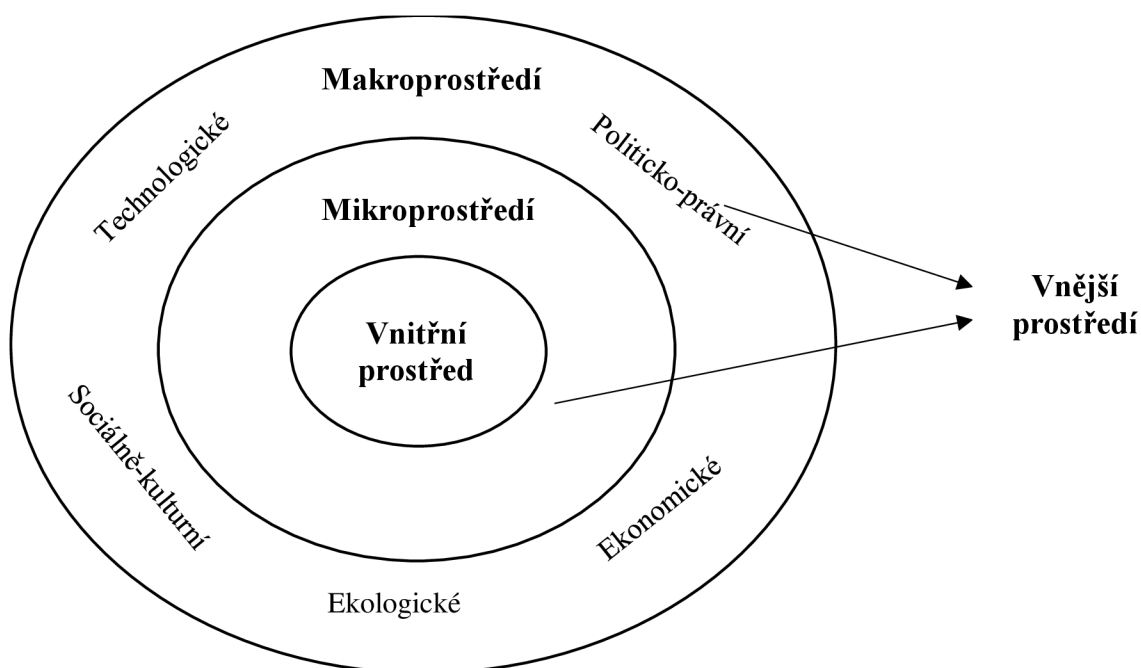 Makroprostředí
Technologické
Politicko-právní
Mikroprostředí
Vnitřní
prostřed
Vnější
prostředí
Sociálně-kulturní
Ekonomické
Ekologické